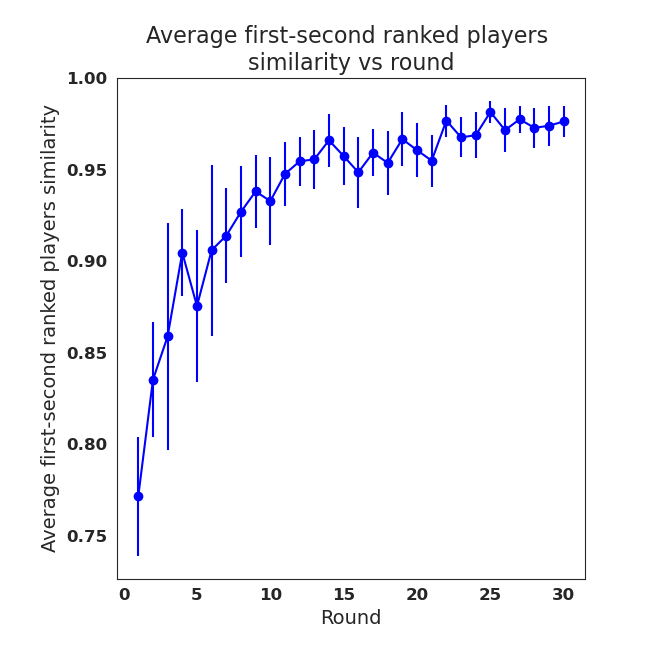 Average first-second ranked players
similarity vs round
Average first-second ranked players similarity
1.00
0.95
0.90
0.85
0.80
0.75
0 5 10 15 20 25 30
Round